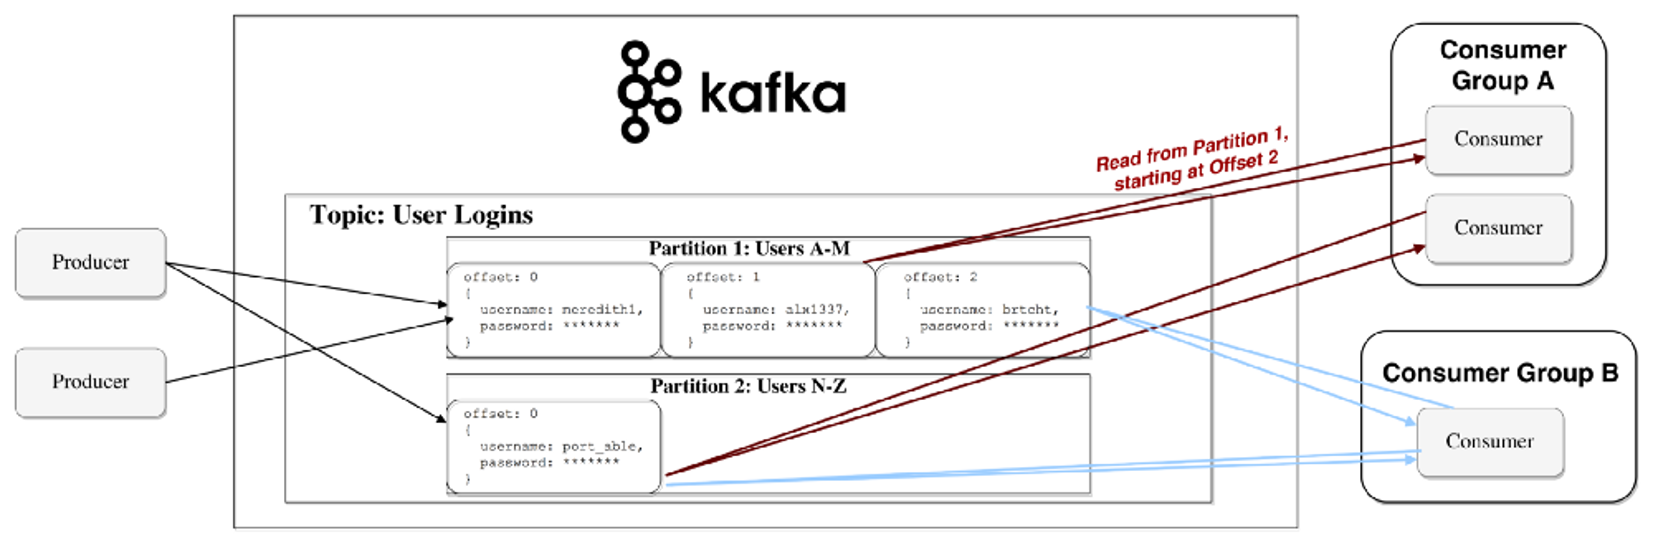 kafka
Consumer
Group A
Consumer
Consumer
Read from Partition 1,
starting at Offset 2
Topic: User Logins
Producer
Producer
Partition 1: Users A-M
offset: 0
{
username: meredith1,
password: *******
}
offset: 1
{
username: alx1337,
password: *******
}
offset: 2
{
username: brtcht,
password: *******
}
Partition 2: Users N-Z
offset: 0
{
username: port_able,
password: *******
}
Consumer Group B
Consumer